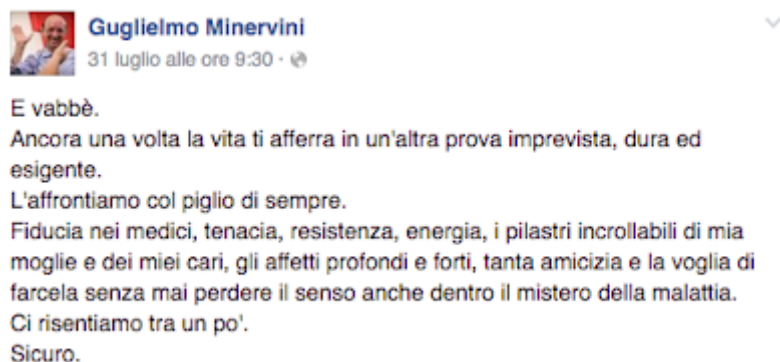 Guglielmo Minervini
31 luglio alle ore 9:30 ·
E vabbè.
Ancora una volta la vita ti afferra in un'altra prova imprevista, dura ed
esigente.
L'affrontiamo col piglio di sempre.
Fiducia nei medici, tenacia, resistenza, energia, i pilastri incrollabili di mia
moglie e dei miei cari, gli affetti profondi e forti, tanta amicizia e la voglia di
farcela senza mai perdere il senso anche dentro il mistero della malattia.
Ci risentiamo tra un po'.
Sicuro.